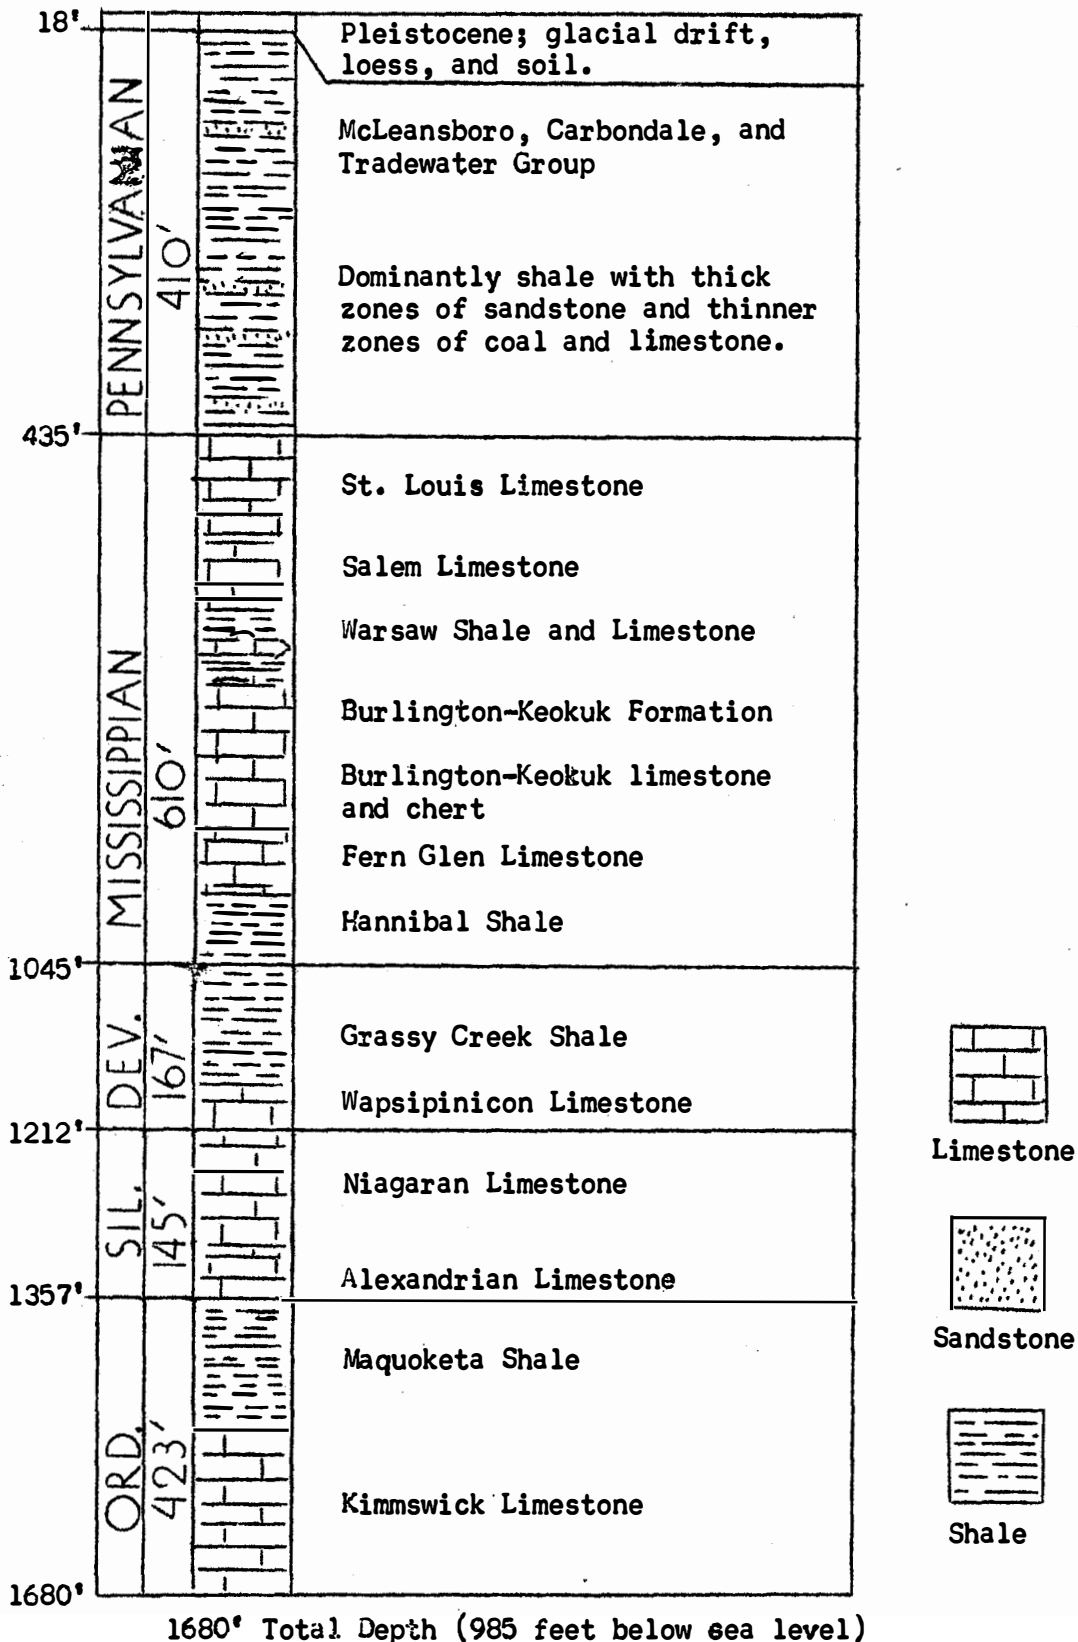 18'
Pleistocene; glacial drift,
loess, and soil.
PENNSYLVANIAN
410'
McLeansboro, Carbondale, and
Tradewater Group
Dominantly shale with thick
zones of sandstone and thinner
zones of coal and limestone.
435'
MISSISSIPPIAN
610'
St. Louis Limestone
Salem Limestone
Warsaw Shale and Limestone
Burlington-Keokuk Formation
Burlington-Keokuk limestone
and chert
Fern Glen Limestone
Hannibal Shale
1045'
DEV.
167'
Grassy Creek Shale
Wapsipinicon Limestone
1212'
SIL.
145'
Niagaran Limestone
Alexandrian Limestone
1357'
ORD.
423'
Maquoketa Shale
Kimmswick Limestone
1680'
1680' Total Depth (985 feet below sea level)
Limestone
Sandstone
Shale